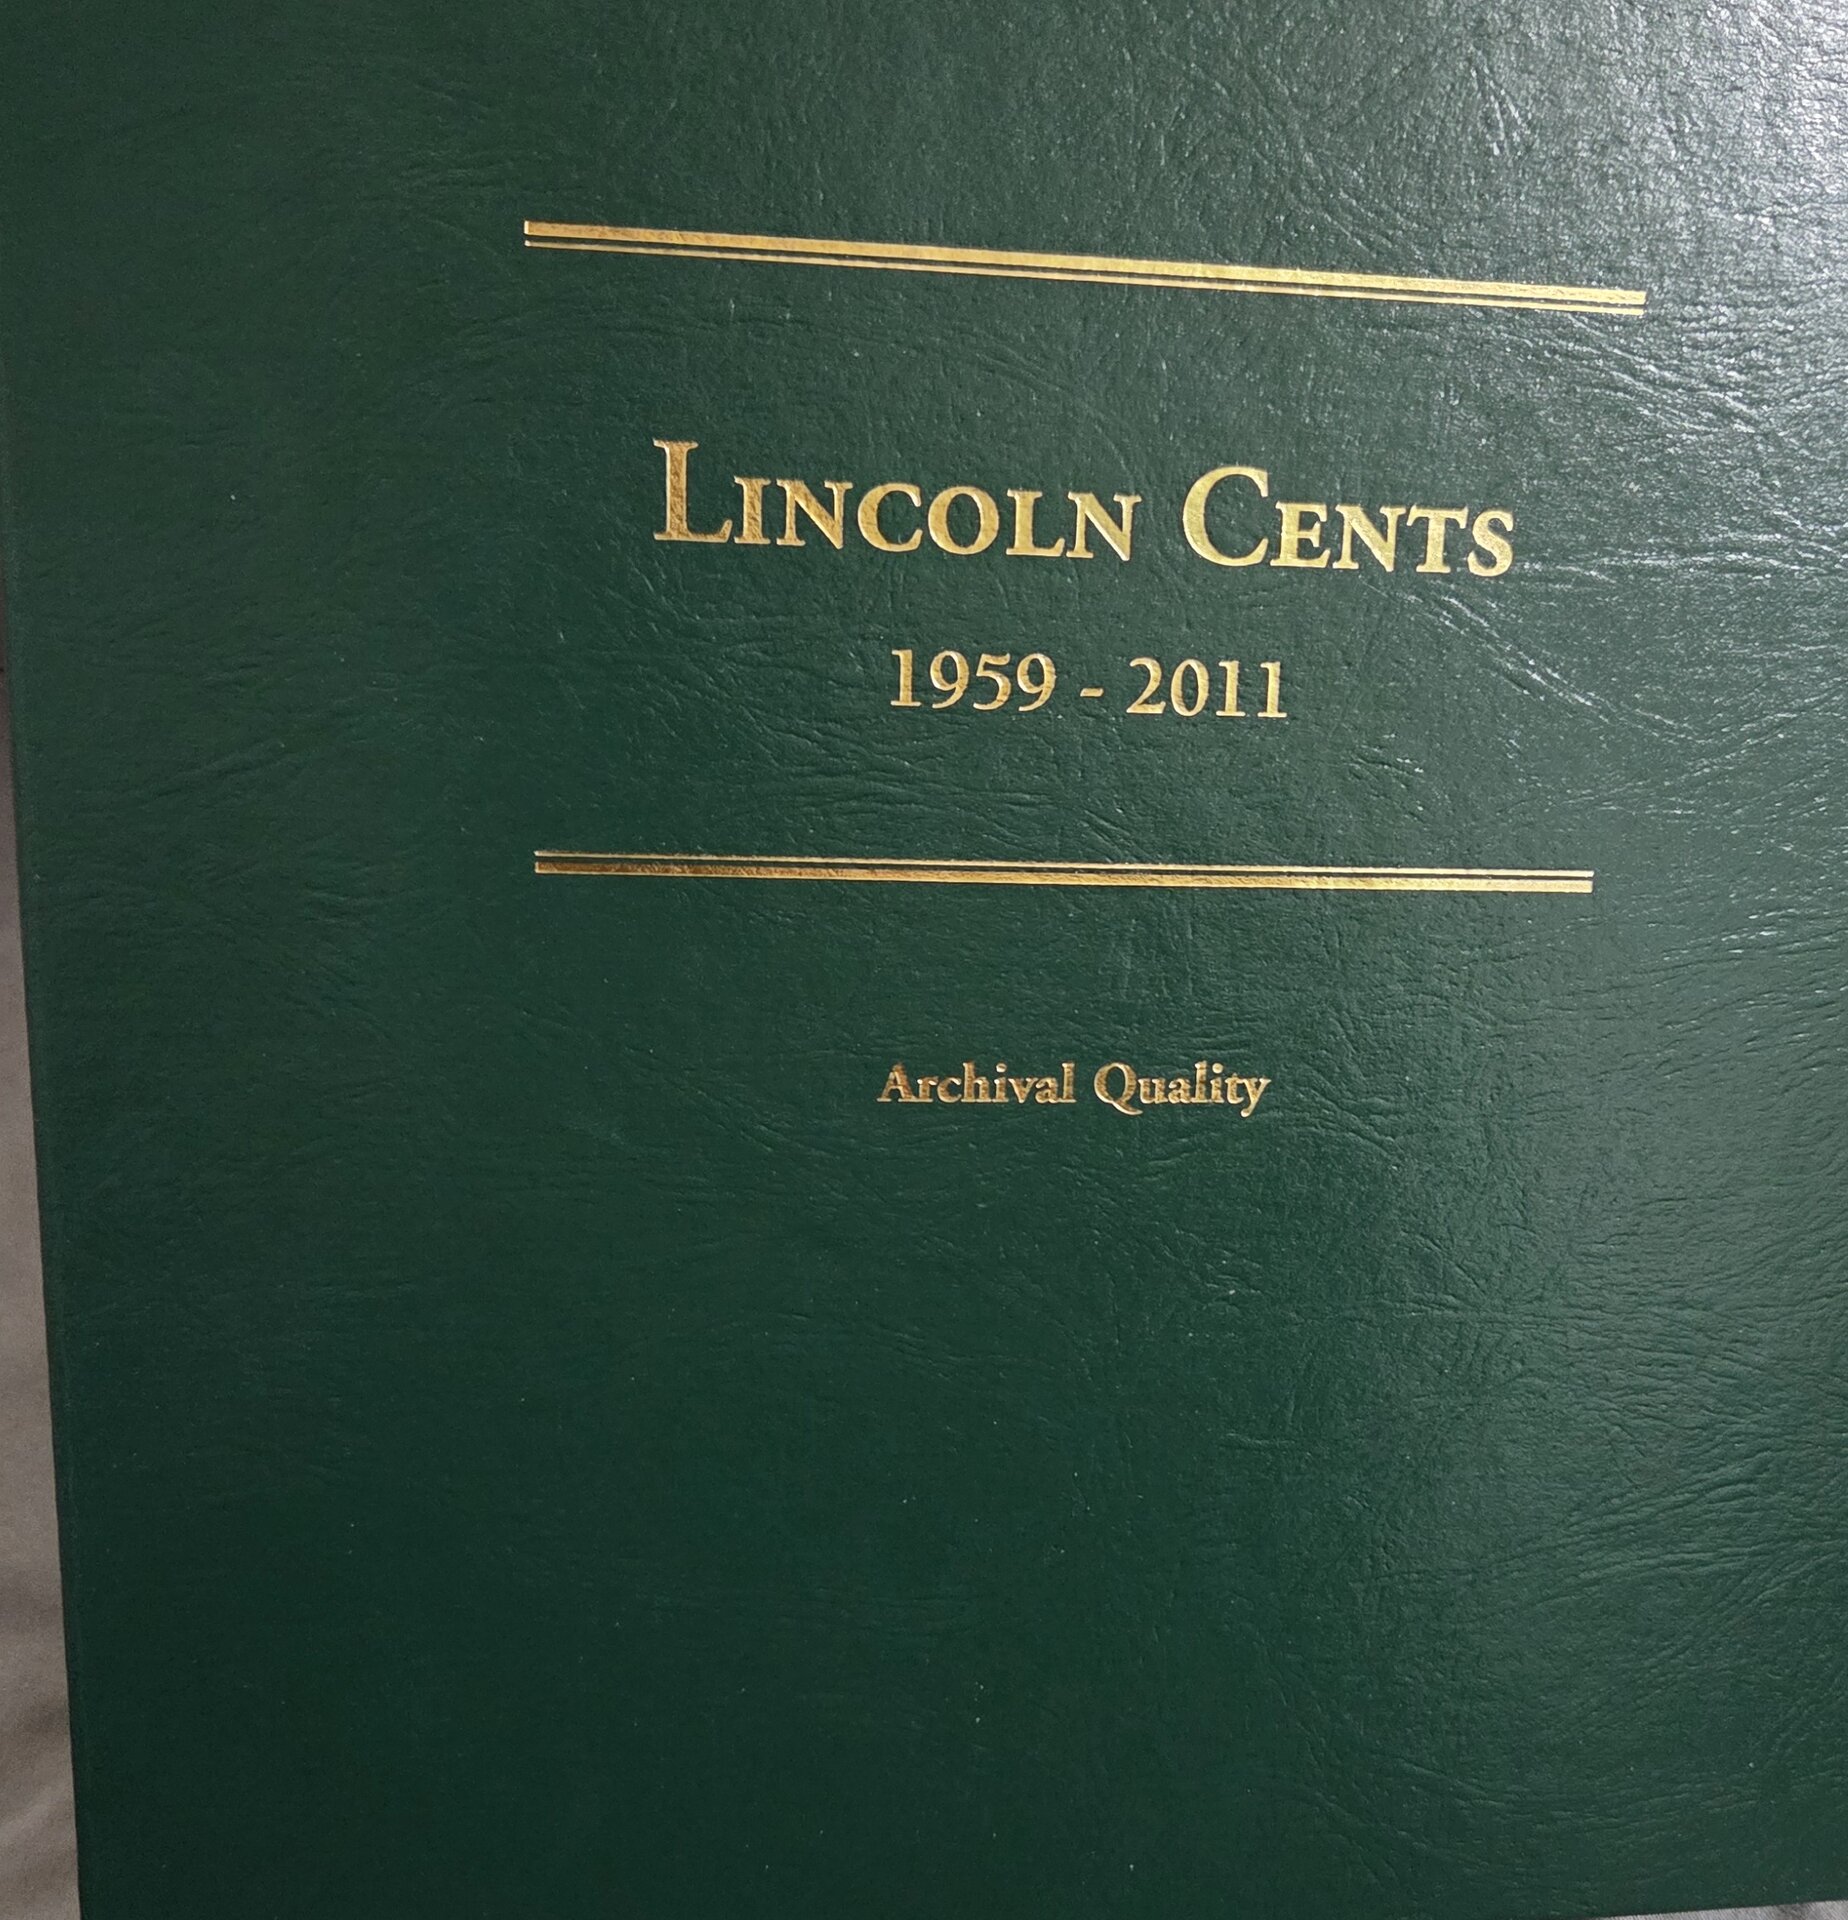 LINCOLN CENTS
1959 - 2011
Archival Quality